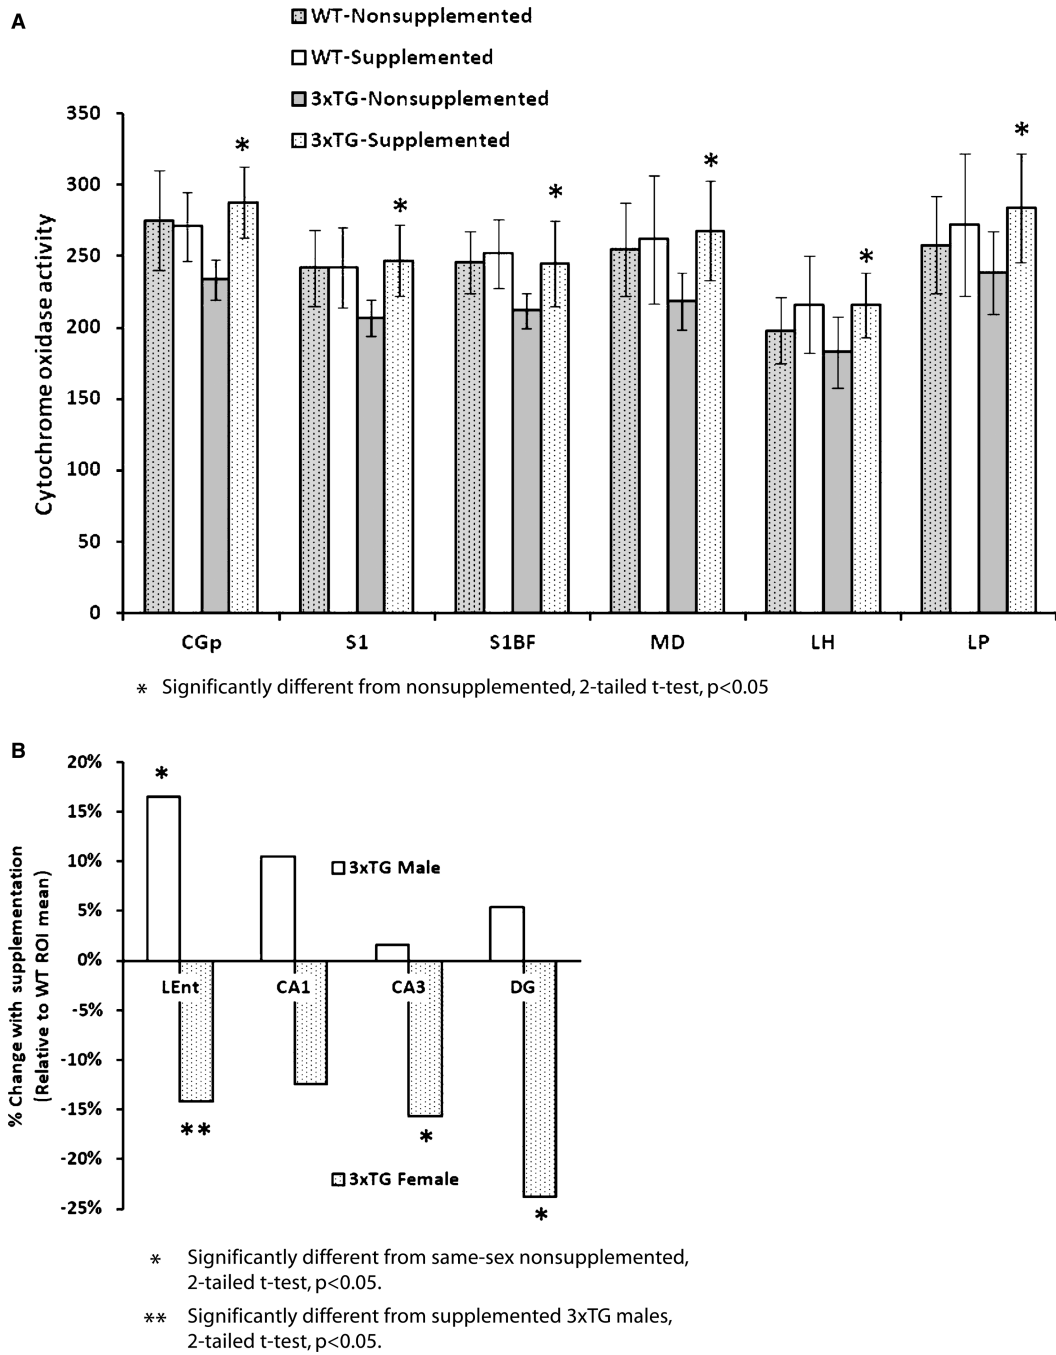 A
WT-Nonsupplemented
WT-Supplemented
3xTG-Nonsupplemented
3xTG-Supplemented
Cytochrome oxidase activity
350
300
250
200
150
100
50
0
* * * * * *
CGp S1 S1BF MD LH LP
* Significantly different from nonsupplemented, 2-tailed t-test, p<0.05
B
% Change with supplementation
(Relative to WT ROI mean)
20%
15%
10%
5%
0%
-5%
-10%
-15%
-20%
-25%
*
3xTG Male
LEnt CA1 CA3 DG
** *
3xTG Female
*
* Significantly different from same-sex nonsupplemented,
2-tailed t-test, p<0.05.
** Significantly different from supplemented 3xTG males,
2-tailed t-test, p<0.05.